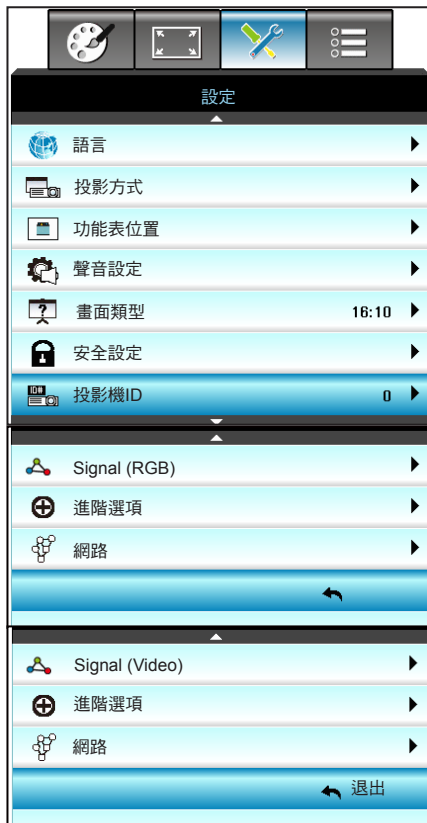 設定
語言
投影方式
功能表位置
聲音設定
?
畫面類型 16:10
安全設定
ID#
投影機ID 0
Signal (RGB)
進階選項
網路
Signal (Video)
進階選項
網路
退出